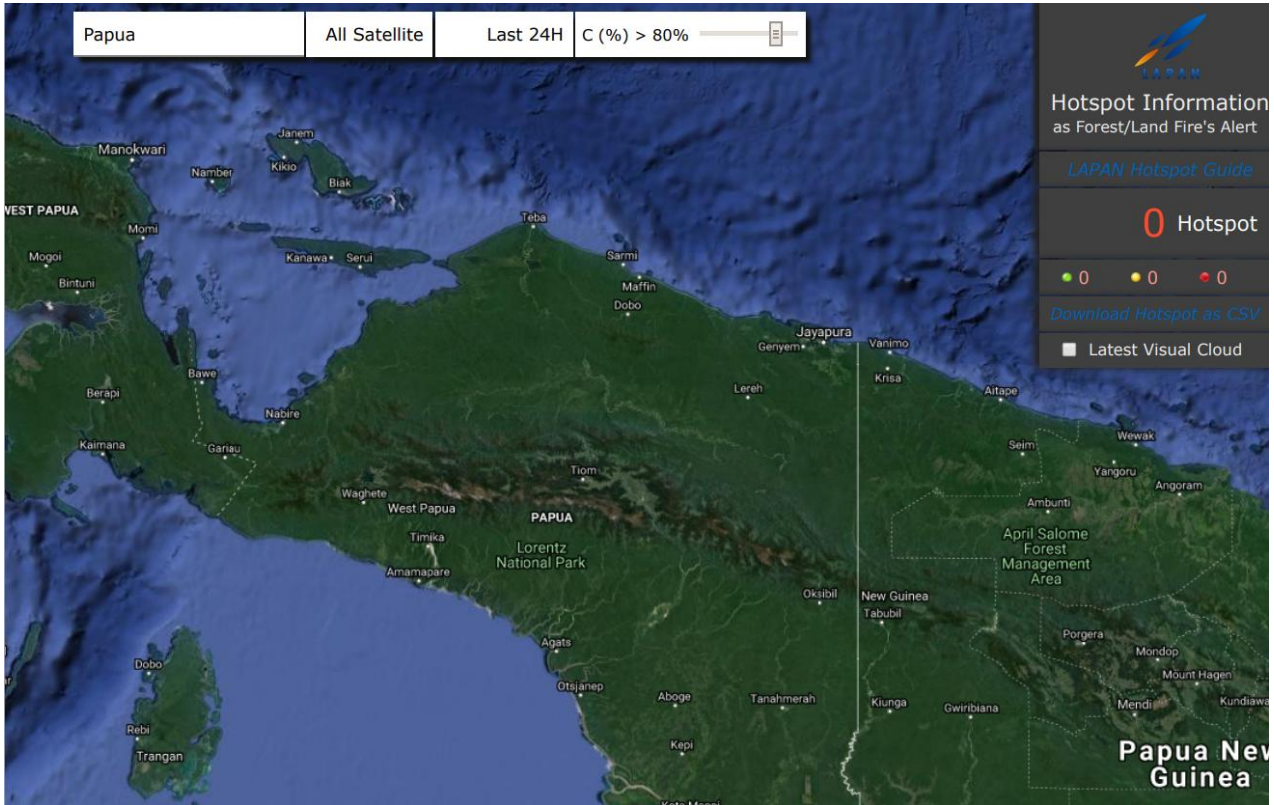 Papua
All Satellite
Last 24H
C (%) > 80%
LAPAN
Hotspot Information
as Forest/Land Fire's Alert
LAPAN Hotspot Guide
0 Hotspot
0 0 0
Download Hotspot as CSV
Latest Visual Cloud
Janem
Manokwari
Kikio
Namber
Biak
WEST PAPUA
Teba
Momi
Mogoi
Kanawa
Serui
Sarmi
Bintuni
Maffin
Dobo
Jayapura
Genyem
Vanimo
Bawe
Krisa
Berapi
Lereh
Aitape
Nabire
Kaimana
Gariau
Seim
Wewak
Tiom
Yangoru
Waghete
Angoram
West Papua
Ambunti
PAPUA
Timika
Lorentz
National Park
April Salome
Forest
Management
Area
Amamapare
Oksibil
New Guinea
Tabubil
Agats
Porgera
Dobo
Mondop
Mount Hagen
Otsjanep
Aboge
Tanahmerah
Kiunga
Gwiribiana
Mendi
Kundiawa
Rebi
Kepi
Trangan
Papua New
Guinea